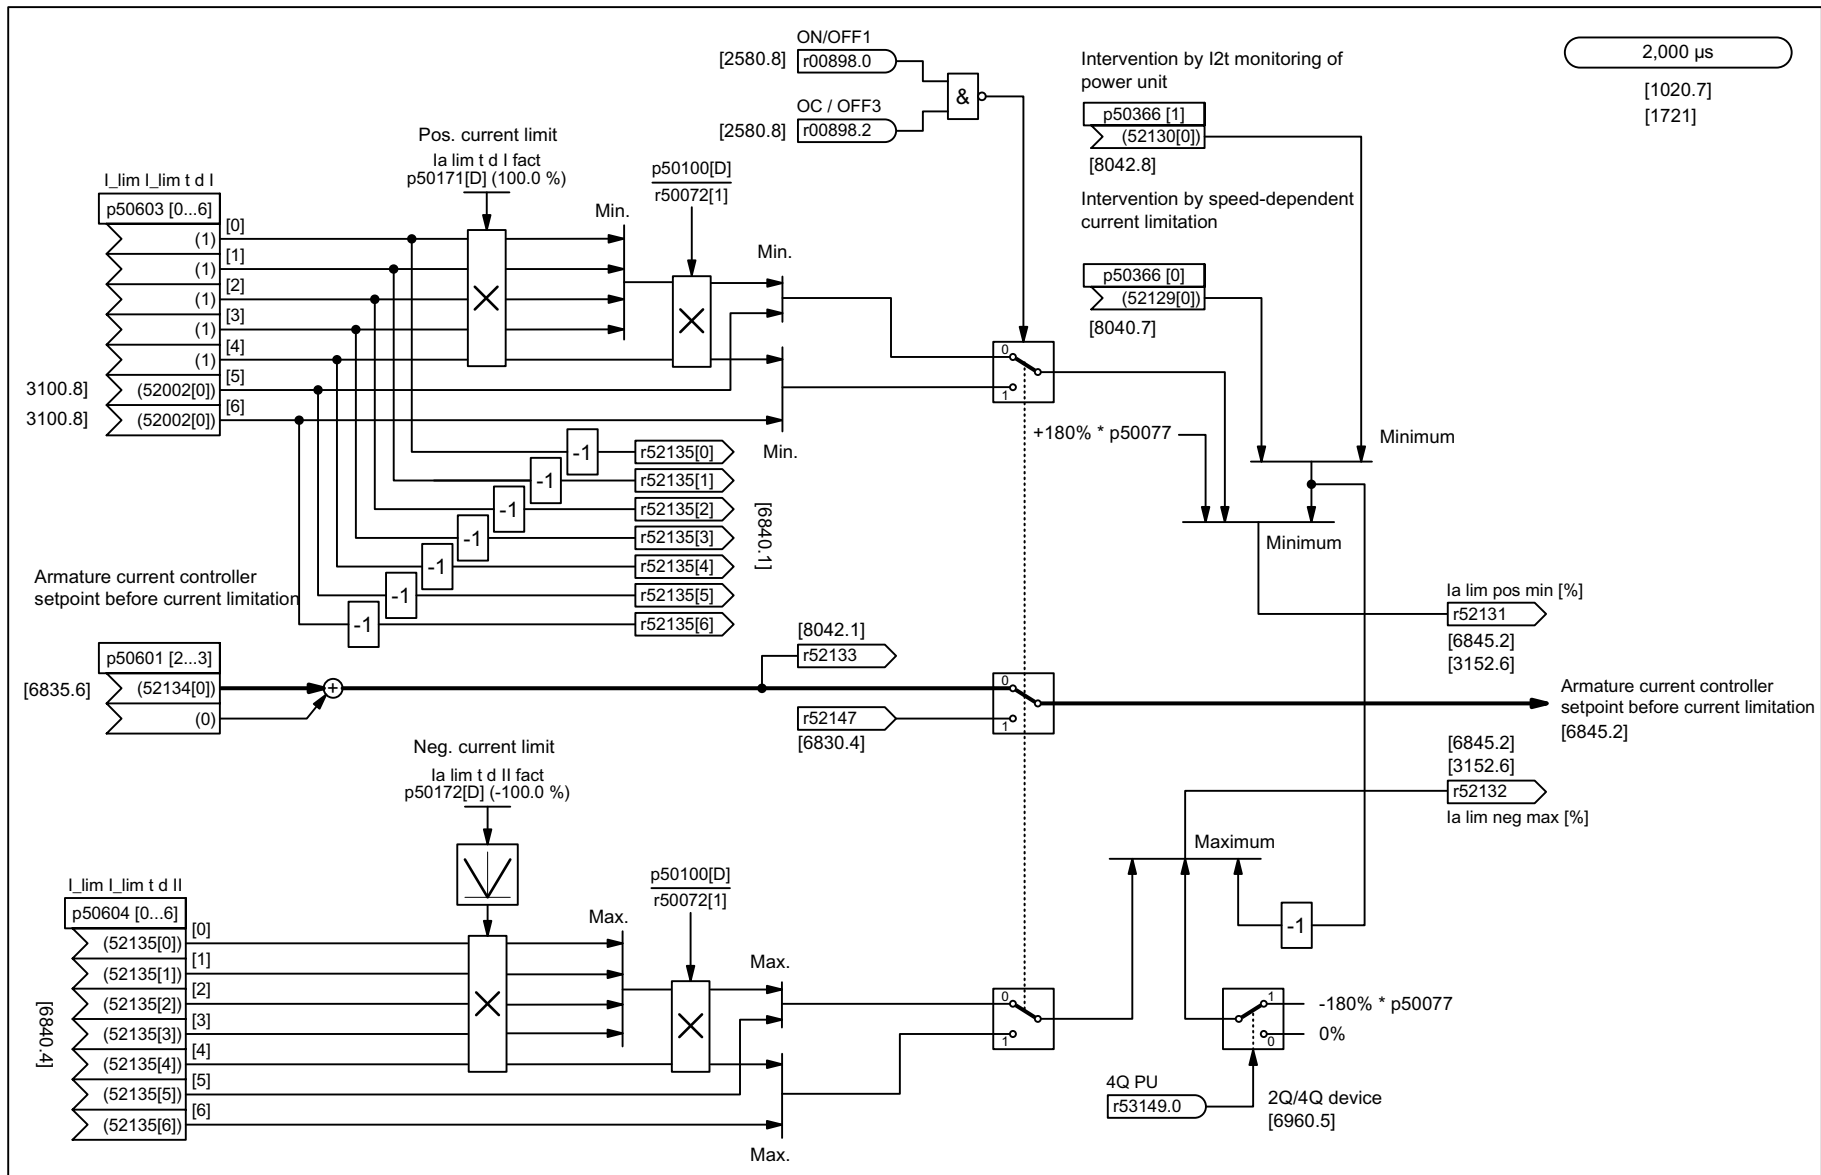 ON/OFF1
[2580.8]
r00898.0
OC / OFF3
[2580.8]
r00898.2
&
Intervention by I2t monitoring of
power unit
p50366 [1]
(52130[0])
[8042.8]
2,000 µs
[1020.7]
[1721]
Intervention by speed-dependent
current limitation
p50366 [0]
(52129[0])
[8040.7]
Pos. current limit
Ia lim t d I fact
p50171[D] (100.0 %)
p50100[D]
r50072[1]
I_lim I_lim t d I
p50603 [0...6]
(1)
[0]
(1)
[1]
(1)
[2]
(1)
[3]
(1)
[4]
3100.8]
(52002[0])
[5]
3100.8]
(52002[0])
[6]
Min.
Min.
Min.
0
1
+180% * p50077
Minimum
Minimum
-1
r52135[0]
-1
r52135[1]
-1
r52135[2]
-1
r52135[3]
-1
r52135[4]
-1
r52135[5]
-1
r52135[6]
[6840.1]
Ia lim pos min [%]
r52131
[6845.2]
[3152.6]
Armature current controller
setpoint before current limitation
p50601 [2...3]
[6835.6]
(52134[0])
(0)
+
[8042.1]
r52133
r52147
[6830.4]
0
1
Armature current controller
setpoint before current limitation
[6845.2]
[6845.2]
[3152.6]
r52132
Ia lim neg max [%]
Neg. current limit
Ia lim t d II fact
p50172[D] (-100.0 %)
p50100[D]
r50072[1]
I_lim I_lim t d II
p50604 [0...6]
(52135[0])
[0]
(52135[1])
[1]
(52135[2])
[2]
(52135[3])
[3]
(52135[4])
[4]
(52135[5])
[5]
(52135[6])
[6]
[6840.4]
Max.
Max.
Max.
0
1
Maximum
-1
1
0
-180% * p50077
0%
4Q PU
r53149.0
2Q/4Q device
[6960.5]